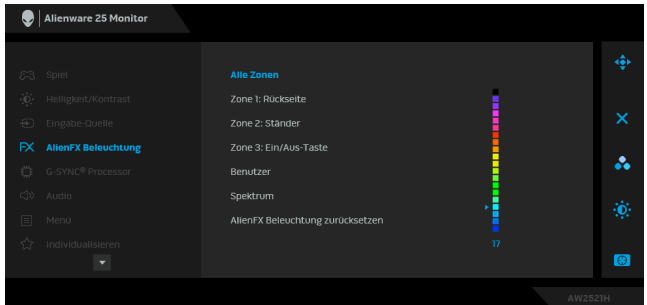 Alienware 25 Monitor
Spiel
Helligkeit/Kontrast
Eingabe-Quelle
AlienFX Beleuchtung
G-SYNC® Processor
Audio
Menü
Individualisieren
Alle Zonen
Zone 1: Rückseite
Zone 2: Ständer
Zone 3: Ein/Aus-Taste
Benutzer
Spektrum
AlienFX Beleuchtung zurücksetzen
17
AW2521H